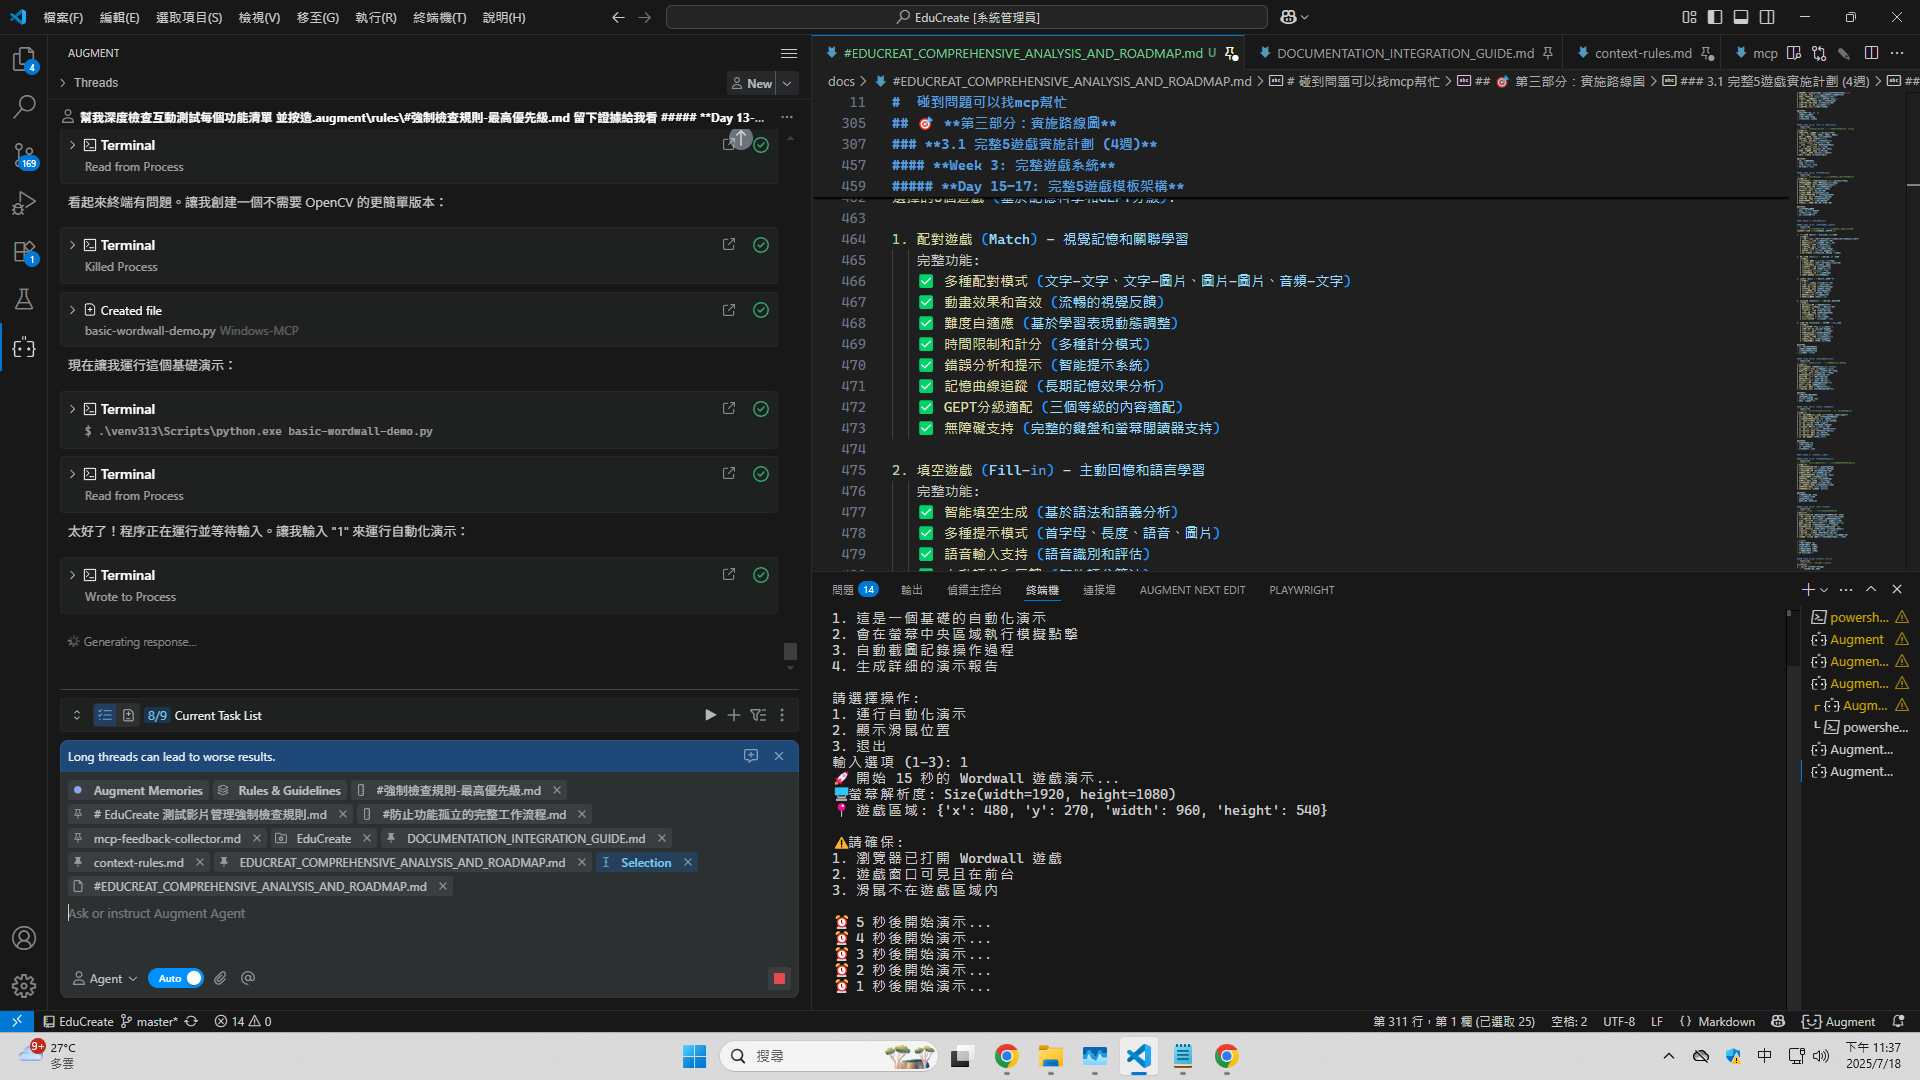 檔案(F) 編輯(E) 選取項目(S) 檢視(V) 移至(G) 執行(R) 終端機(T) 說明(H)
EduCreate [系統管理員]
AUGMENT
Threads
New
幫我深度檢查互動測試每個功能清單 並按造.augment\rules\#強制檢查規則-最高優先級.md 留下證據給我看 ##### **Day 13-...
Terminal
Read from Process
看起來終端有問題。讓我創建一個不需要 OpenCV 的更簡單版本：
Terminal
Killed Process
Created file
basic-wordwall-demo.py Windows-MCP
現在讓我運行這個基礎演示：
Terminal
$ .\venv313\Scripts\python.exe basic-wordwall-demo.py
Terminal
Read from Process
太好了！程序正在運行並等待輸入。讓我輸入 "1" 來運行自動化演示：
Terminal
Wrote to Process
Generating response...
8/9 Current Task List
Long threads can lead to worse results.
Augment Memories Rules & Guidelines #強制檢查規則-最高優先級.md
# EduCreate 測試影片管理強制檢查規則.md #防止功能孤立的完整工作流程.md
mcp-feedback-collector.md EduCreate DOCUMENTATION_INTEGRATION_GUIDE.md
context-rules.md EDUCREAT_COMPREHENSIVE_ANALYSIS_AND_ROADMAP.md Selection
#EDUCREAT_COMPREHENSIVE_ANALYSIS_AND_ROADMAP.md
Ask or instruct Augment Agent
Agent Auto
4
169
1
#EDUCREAT_COMPREHENSIVE_ANALYSIS_AND_ROADMAP.md U DOCUMENTATION_INTEGRATION_GUIDE.md context-rules.md mcp
docs > #EDUCREAT_COMPREHENSIVE_ANALYSIS_AND_ROADMAP.md > # 碰到問題可以找mcp幫忙 > ## 🎯 第三部分：實施路線圖 > ### 3.1 完整5遊戲實施計劃 (4週) > ##
11 # 碰到問題可以找mcp幫忙
305 ## 🎯 **第三部分：實施路線圖**
307 ### **3.1 完整5遊戲實施計劃 (4週)**
457 #### **Week 3: 完整遊戲系統**
459 ##### **Day 15-17: 完整5遊戲模板架構**
463
464 1. 配對遊戲 (Match) - 視覺記憶和關聯學習
465 完整功能:
466 ✅ 多種配對模式 (文字-文字、文字-圖片、圖片-圖片、音頻-文字)
467 ✅ 動畫效果和音效 (流暢的視覺反饋)
468 ✅ 難度自適應 (基於學習表現動態調整)
469 ✅ 時間限制和計分 (多種計分模式)
470 ✅ 錯誤分析和提示 (智能提示系統)
471 ✅ 記憶曲線追蹤 (長期記憶效果分析)
472 ✅ GEPT分級適配 (三個等級的內容適配)
473 ✅ 無障礙支持 (完整的鍵盤和螢幕閱讀器支持)
474
475 2. 填空遊戲 (Fill-in) - 主動回憶和語言學習
476 完整功能:
477 ✅ 智能填空生成 (基於語法和語義分析)
478 ✅ 多種提示模式 (首字母、長度、語音、圖片)
479 ✅ 語音輸入支持 (語音識別和評估)
問題 14 輸出 偵錯主控台 終端機 連接埠 AUGMENT NEXT EDIT PLAYWRIGHT
1. 這是一個基礎的自動化演示
2. 會在螢幕中央區域執行模擬點擊
3. 自動截圖記錄操作過程
4. 生成詳細的演示報告
請選擇操作:
1. 運行自動化演示
2. 顯示滑鼠位置
3. 退出
輸入選項 (1-3): 1
🚀 開始 15 秒的 Wordwall 遊戲演示...
🖥️螢幕解析度: Size(width=1920, height=1080)
📍 遊戲區域: {'x': 480, 'y': 270, 'width': 960, 'height': 540}
⚠️請確保:
1. 瀏覽器已打開 Wordwall 遊戲
2. 遊戲窗口可見且在前台
3. 滑鼠不在遊戲區域內
⏰ 5 秒後開始演示...
⏰ 4 秒後開始演示...
⏰ 3 秒後開始演示...
⏰ 2 秒後開始演示...
⏰ 1 秒後開始演示...
powersh...
Augment
Augmen...
Augmen...
Augm...
powershe...
Augment...
Augment...
EduCreate master* 14 0
第 311 行，第 1 欄 (已選取 25) 空格: 2 UTF-8 LF Markdown Augment
9+ 27°C
多雲
搜尋
中
下午 11:37
2025/7/18